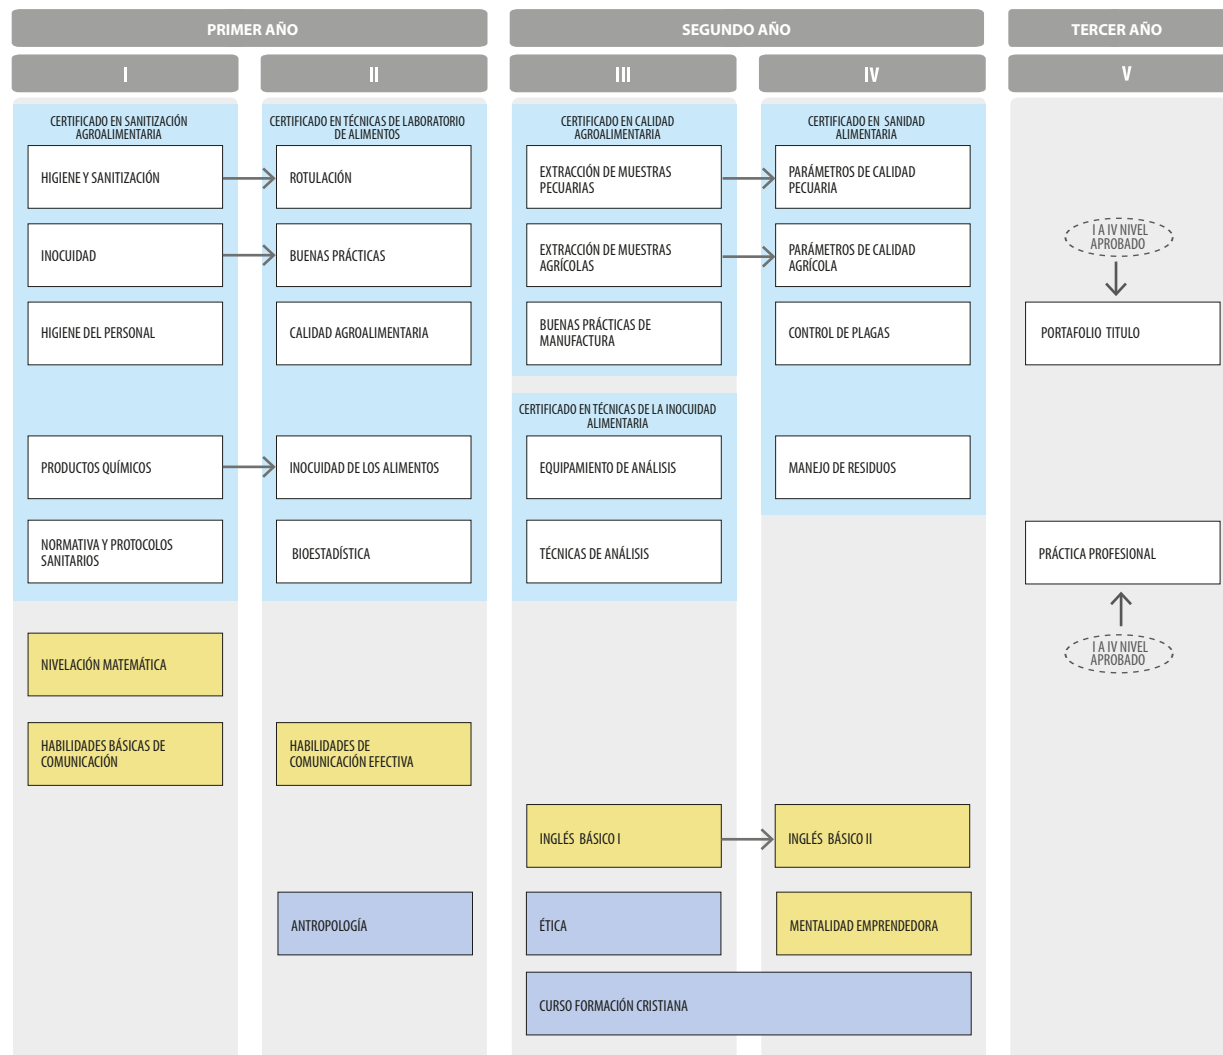 PRIMER AÑO
SEGUNDO AÑO
TERCER AÑO
I
II
III
IV
V
CERTIFICADO EN SANITIZACIÓN
AGROALIMENTARIA
HIGIENE Y SANITIZACIÓN
INOCUIDAD
HIGIENE DEL PERSONAL
PRODUCTOS QUÍMICOS
NORMATIVA Y PROTOCOLOS
SANITARIOS
NIVELACIÓN MATEMÁTICA
HABILIDADES BÁSICAS DE
COMUNICACIÓN
CERTIFICADO EN TÉCNICAS DE LABORATORIO
DE ALIMENTOS
ROTULACIÓN
BUENAS PRÁCTICAS
CALIDAD AGROALIMENTARIA
INOCUIDAD DE LOS ALIMENTOS
BIOESTADÍSTICA
HABILIDADES DE
COMUNICACIÓN EFECTIVA
ANTROPOLOGÍA
CERTIFICADO EN CALIDAD
AGROALIMENTARIA
EXTRACCIÓN DE MUESTRAS
PECUARIAS
EXTRACCIÓN DE MUESTRAS
AGRÍCOLAS
BUENAS PRÁCTICAS DE
MANUFACTURA
CERTIFICADO EN TÉCNICAS DE LA INOCUIDAD
ALIMENTARIA
EQUIPAMIENTO DE ANÁLISIS
TÉCNICAS DE ANÁLISIS
INGLÉS BÁSICO I
ÉTICA
CURSO FORMACIÓN CRISTIANA
CERTIFICADO EN SANIDAD
ALIMENTARIA
PARÁMETROS DE CALIDAD
PECUARIA
PARÁMETROS DE CALIDAD
AGRÍCOLA
CONTROL DE PLAGAS
MANEJO DE RESIDUOS
INGLÉS BÁSICO II
MENTALIDAD EMPRENDEDORA
I A IV NIVEL
APROBADO
PORTAFOLIO TITULO
PRÁCTICA PROFESIONAL
I A IV NIVEL
APROBADO